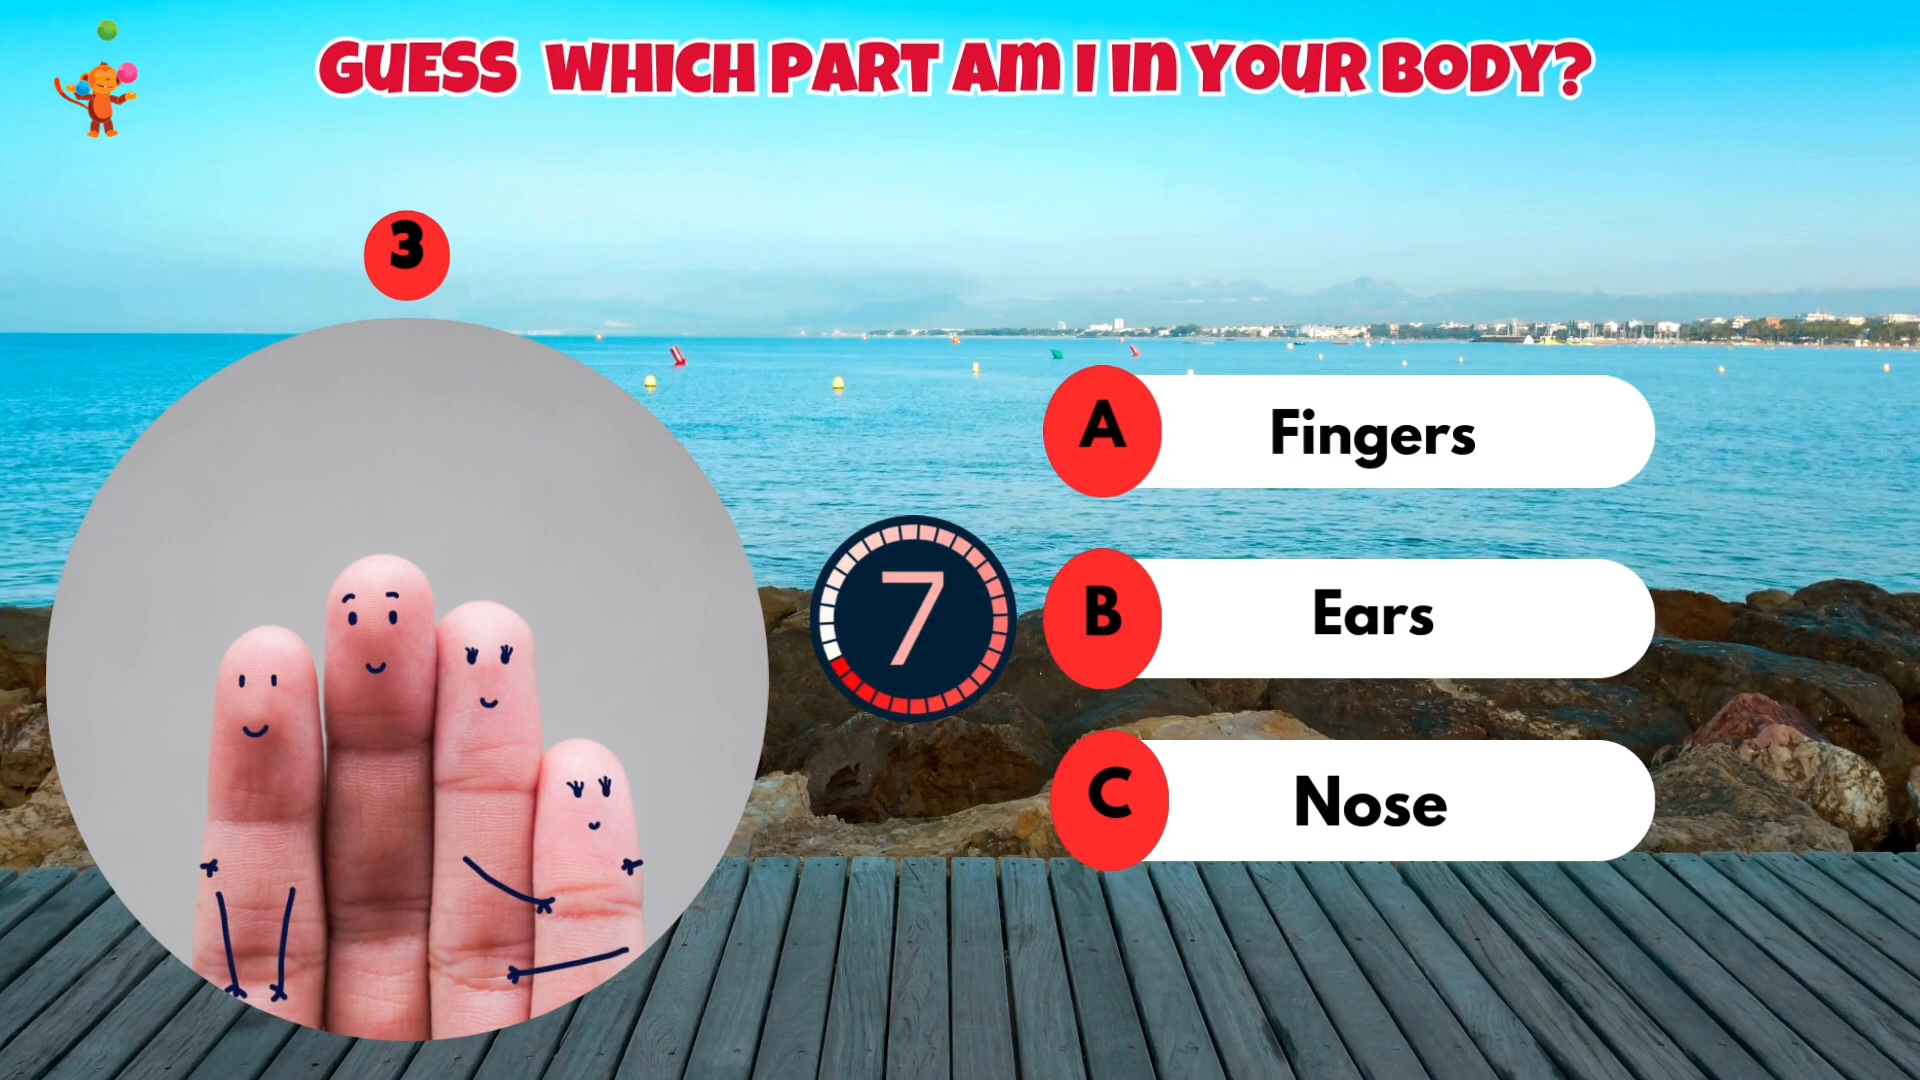 GUESS WHICH PART AM I IN YOUR BODY?
3
A Fingers
7
B Ears
C Nose